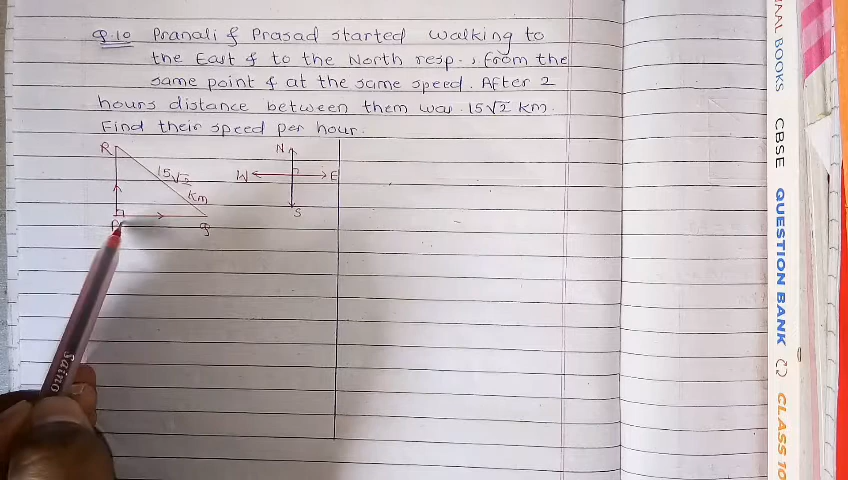 Q.10 Pranali & Prasad started walking to
the East & to the North resp., from the
same point & at the same speed. After 2
hours distance between them was 15√2 km.
Find their speed per hour.
R
15√2
km
P
Q
N
W
E
S
Saino
BOOKS
CBSE
QUESTION BANK
CLASS 10